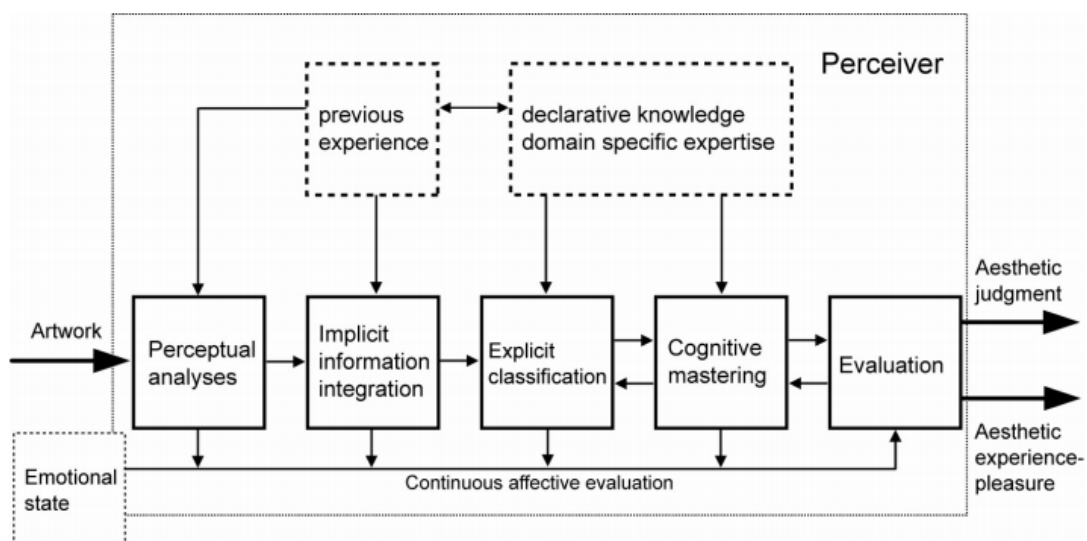 Perceiver
previous
experience
declarative knowledge
domain specific expertise
Artwork
Perceptual
analyses
Implicit
information
integration
Explicit
classification
Cognitive
mastering
Evaluation
Aesthetic
judgment
Aesthetic
experience-
pleasure
Emotional
state
Continuous affective evaluation